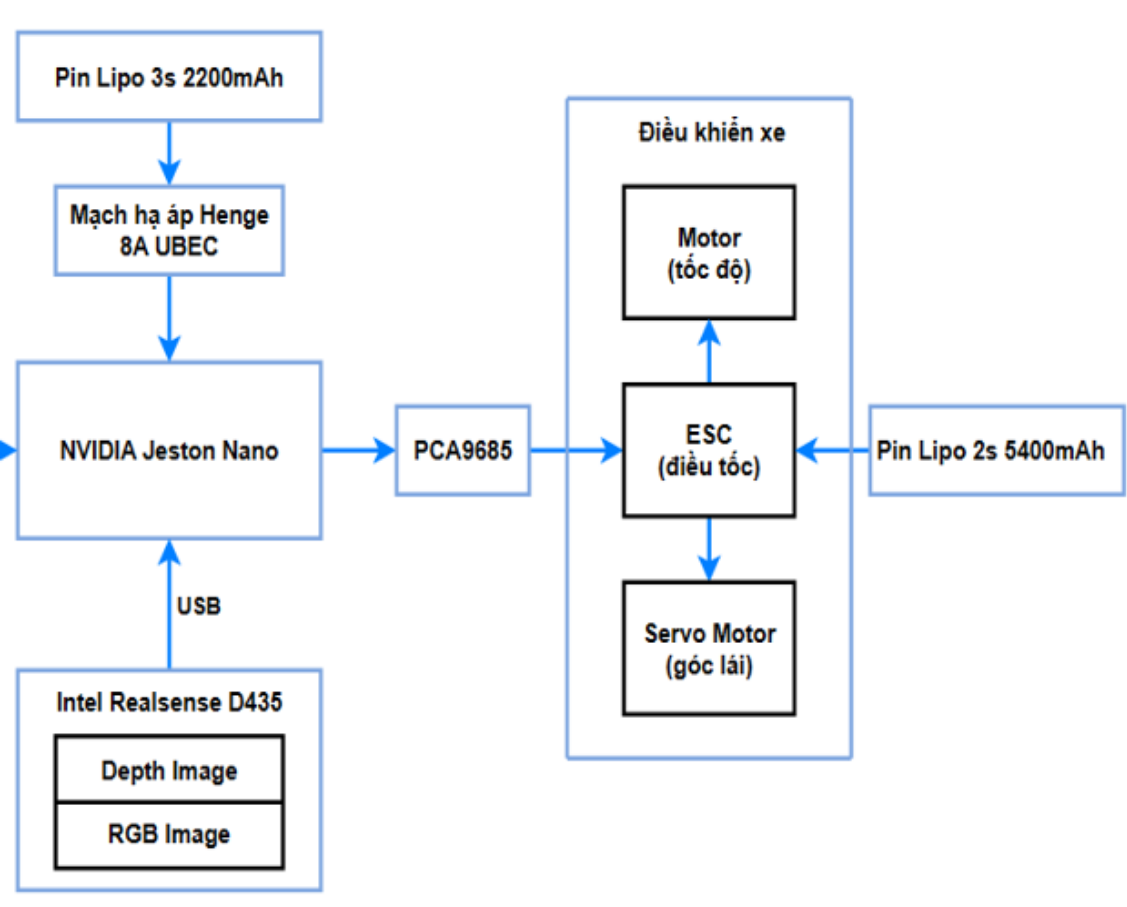 Pin Lipo 3s 2200mAh
Mạch hạ áp Henge
8A UBEC
NVIDIA Jeston Nano
USB
Intel Realsense D435
Depth Image
RGB Image
PCA9685
Điều khiển xe
Motor
(tốc độ)
ESC
(điều tốc)
Servo Motor
(góc lái)
Pin Lipo 2s 5400mAh